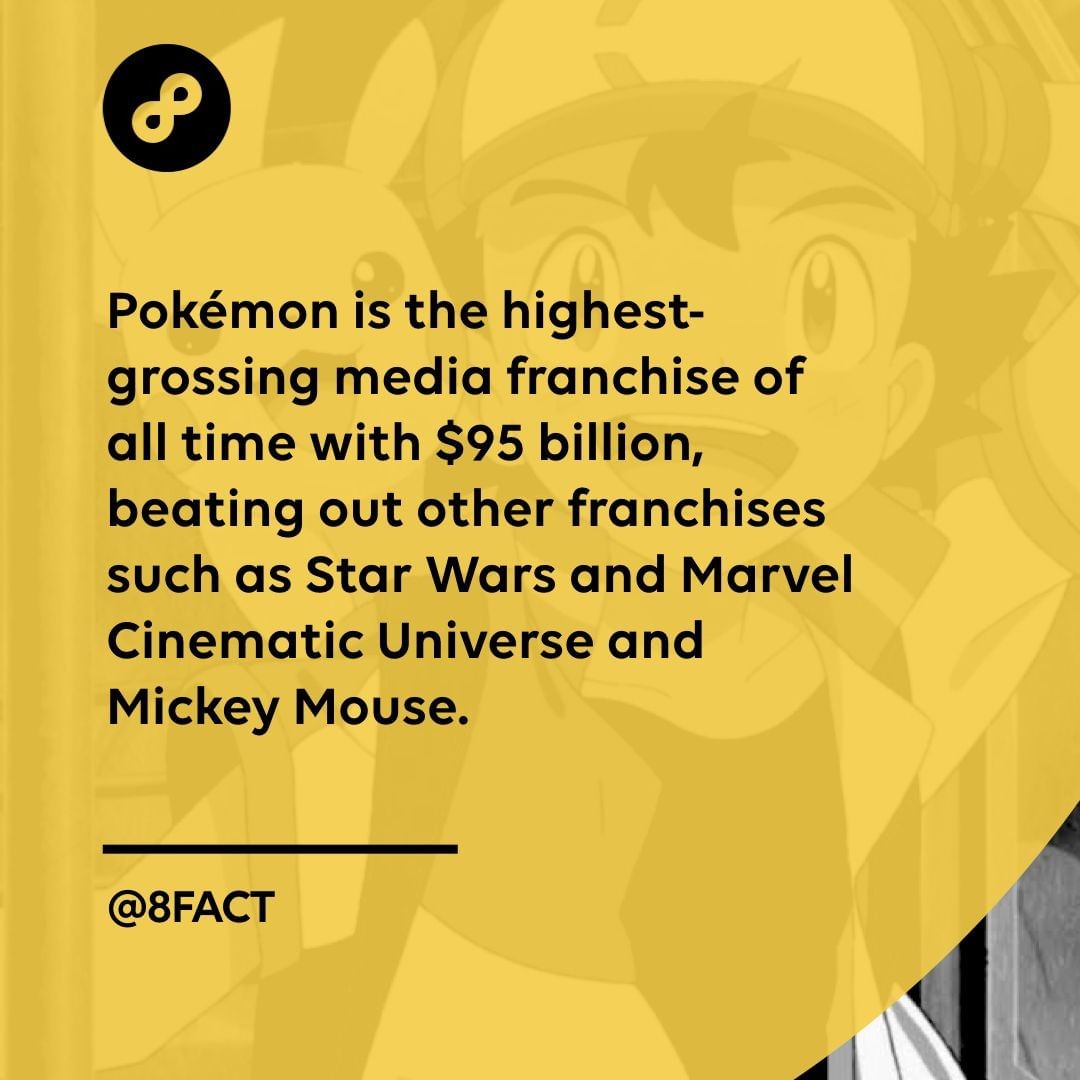 Pokémon is the highest-
grossing media franchise of
all time with $95 billion,
beating out other franchises
such as Star Wars and Marvel
Cinematic Universe and
Mickey Mouse.
@8FACT